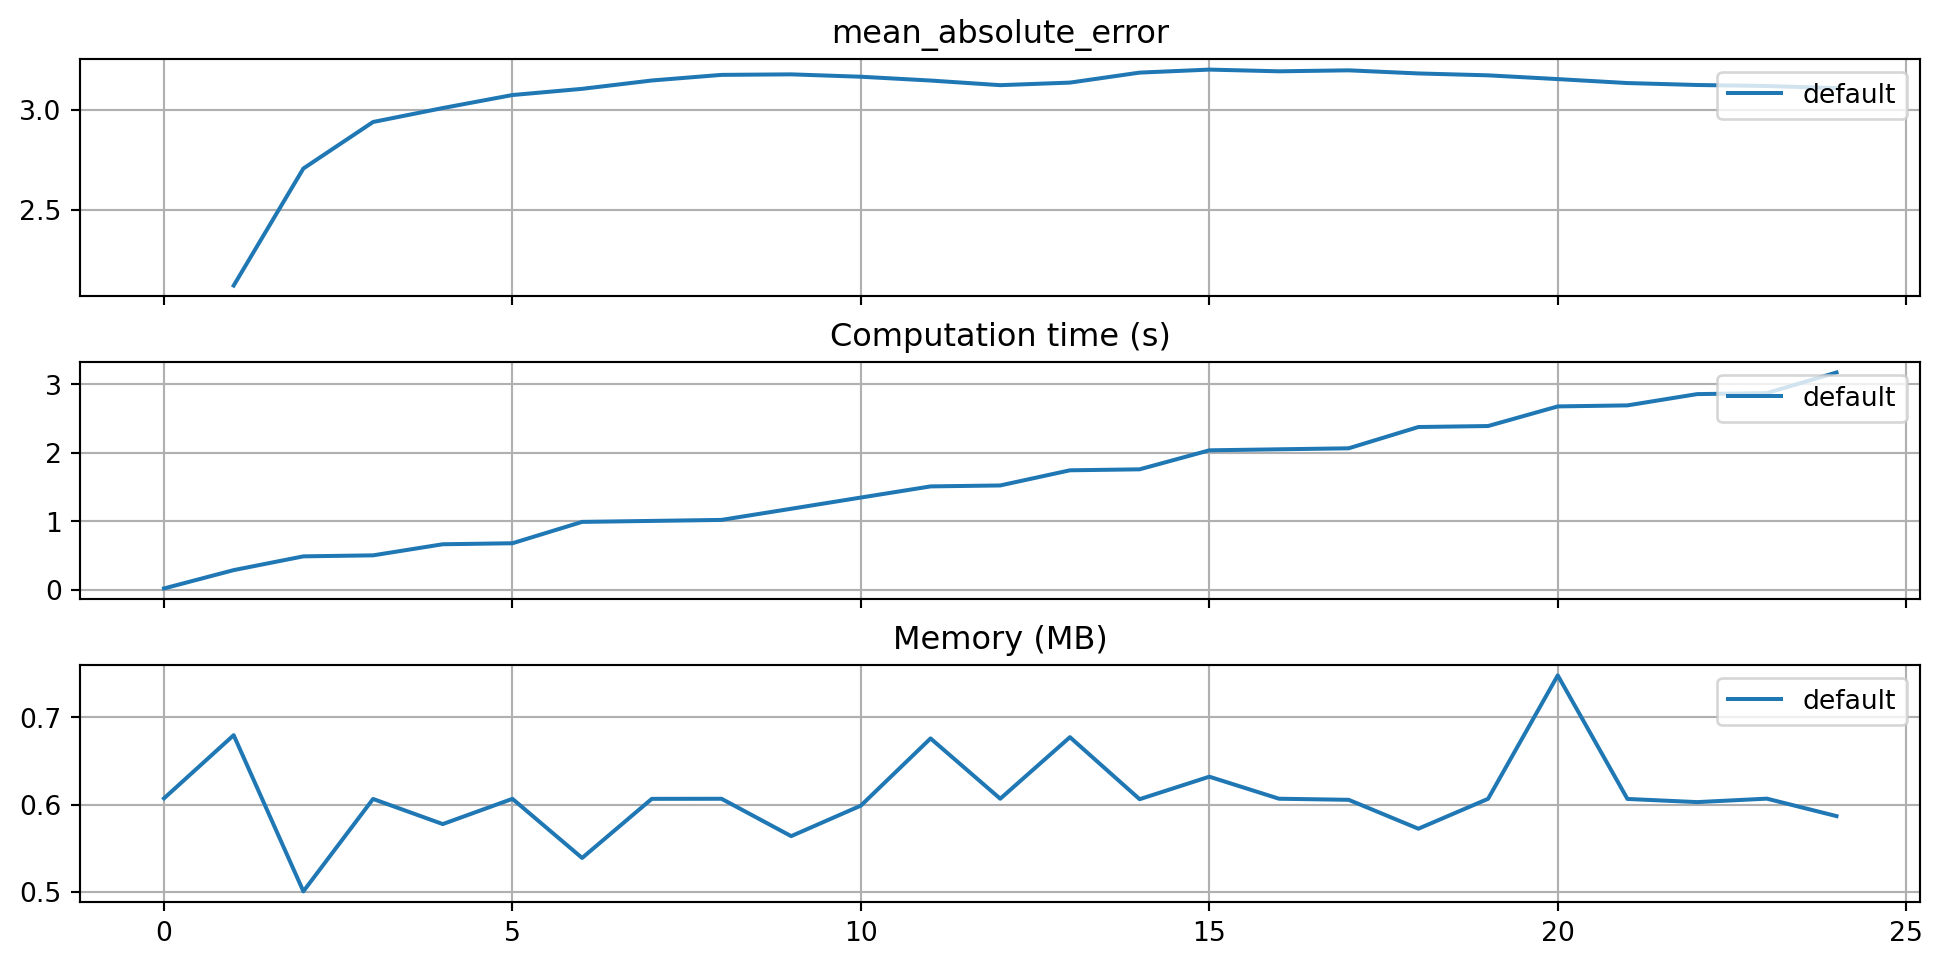 mean_absolute_error
3.0
2.5
default
Computation time (s)
3
2
1
0
default
Memory (MB)
0.7
0.6
0.5
default
0 5 10 15 20 25